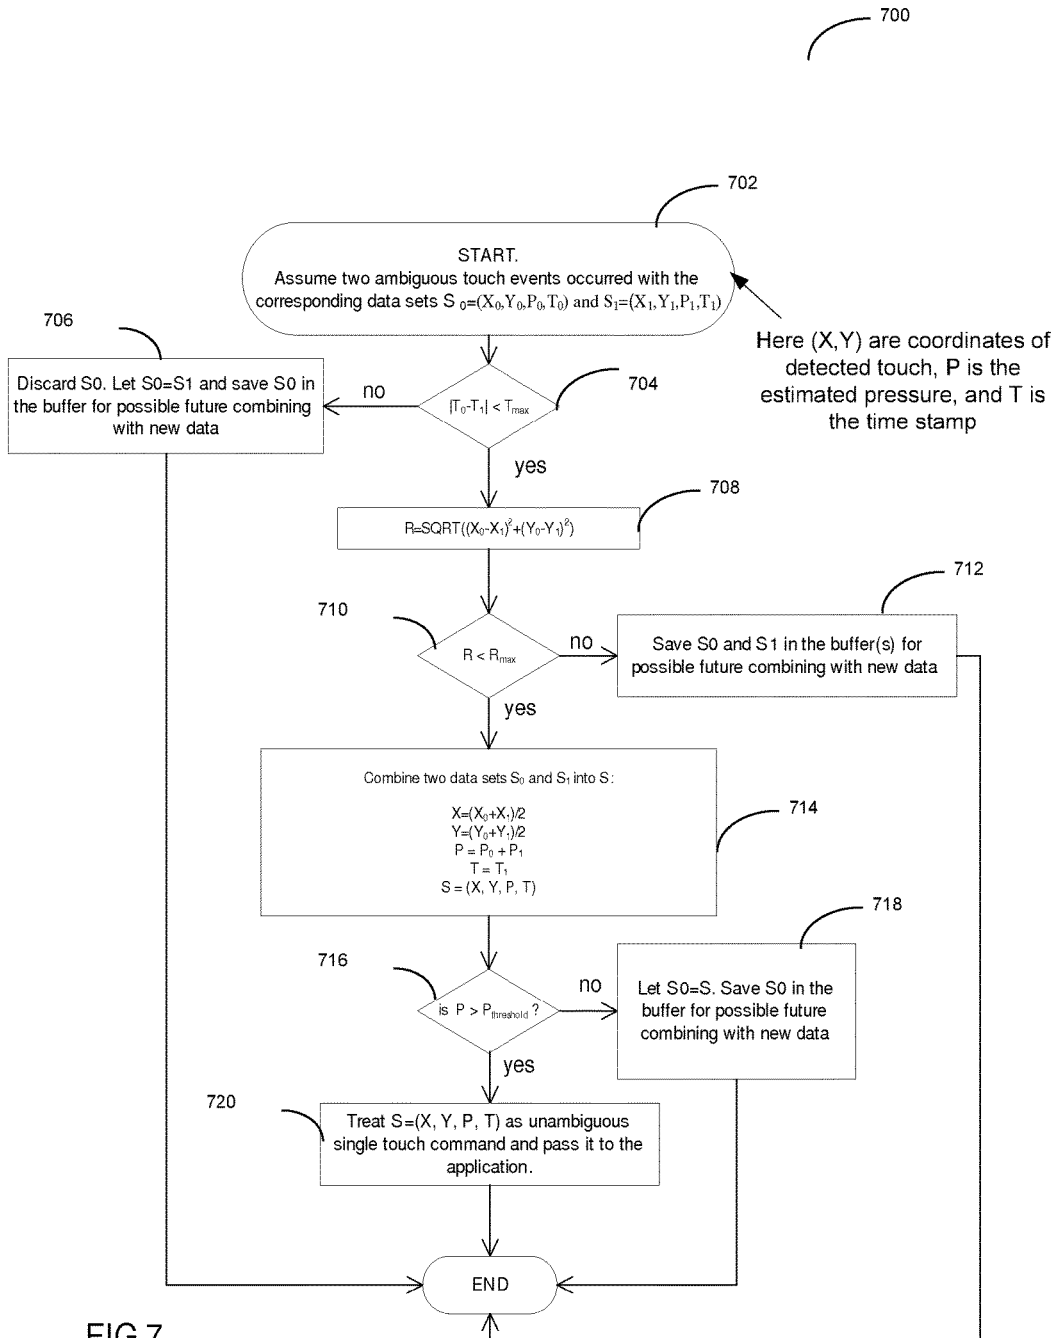 700
702
START.
Assume two ambiguous touch events occurred with the
corresponding data sets S 0=(X0,Y0,P0,T0) and S1=(X1,Y1,P1,T1)
Here (X,Y) are coordinates of
detected touch, P is the
estimated pressure, and T is
the time stamp
706
Discard S0. Let S0=S1 and save S0 in
the buffer for possible future combining
with new data
no
704
|T0-T1| < Tmax
yes
708
R=SQRT((X0-X1)²+(Y0-Y1)²)
710
R < Rmax
no
712
Save S0 and S1 in the buffer(s) for
possible future combining with new data
yes
714
Combine two data sets S0 and S1 into S:
X=(X0+X1)/2
Y=(Y0+Y1)/2
P = P0 + P1
T = T1
S = (X, Y, P, T)
716
is P > Pthreshold ?
no
718
Let S0=S. Save S0 in the
buffer for possible future
combining with new data
yes
720
Treat S=(X, Y, P, T) as unambiguous
single touch command and pass it to the
application.
END
FIG 7